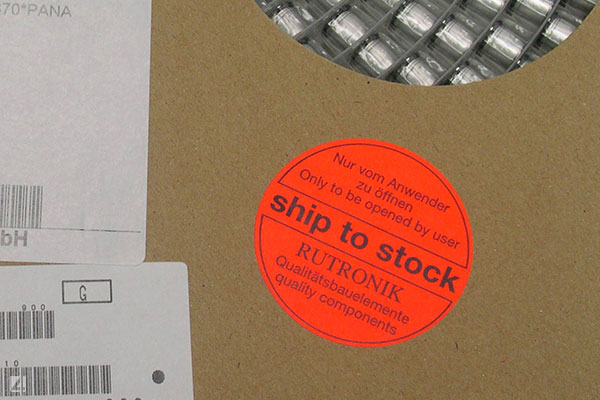 370*PANA
bH
G
900
10
Nur vom Anwender
zu öffnen
Only to be opened by user
ship to stock
RUTRONIK
Qualitätsbauelemente
quality components